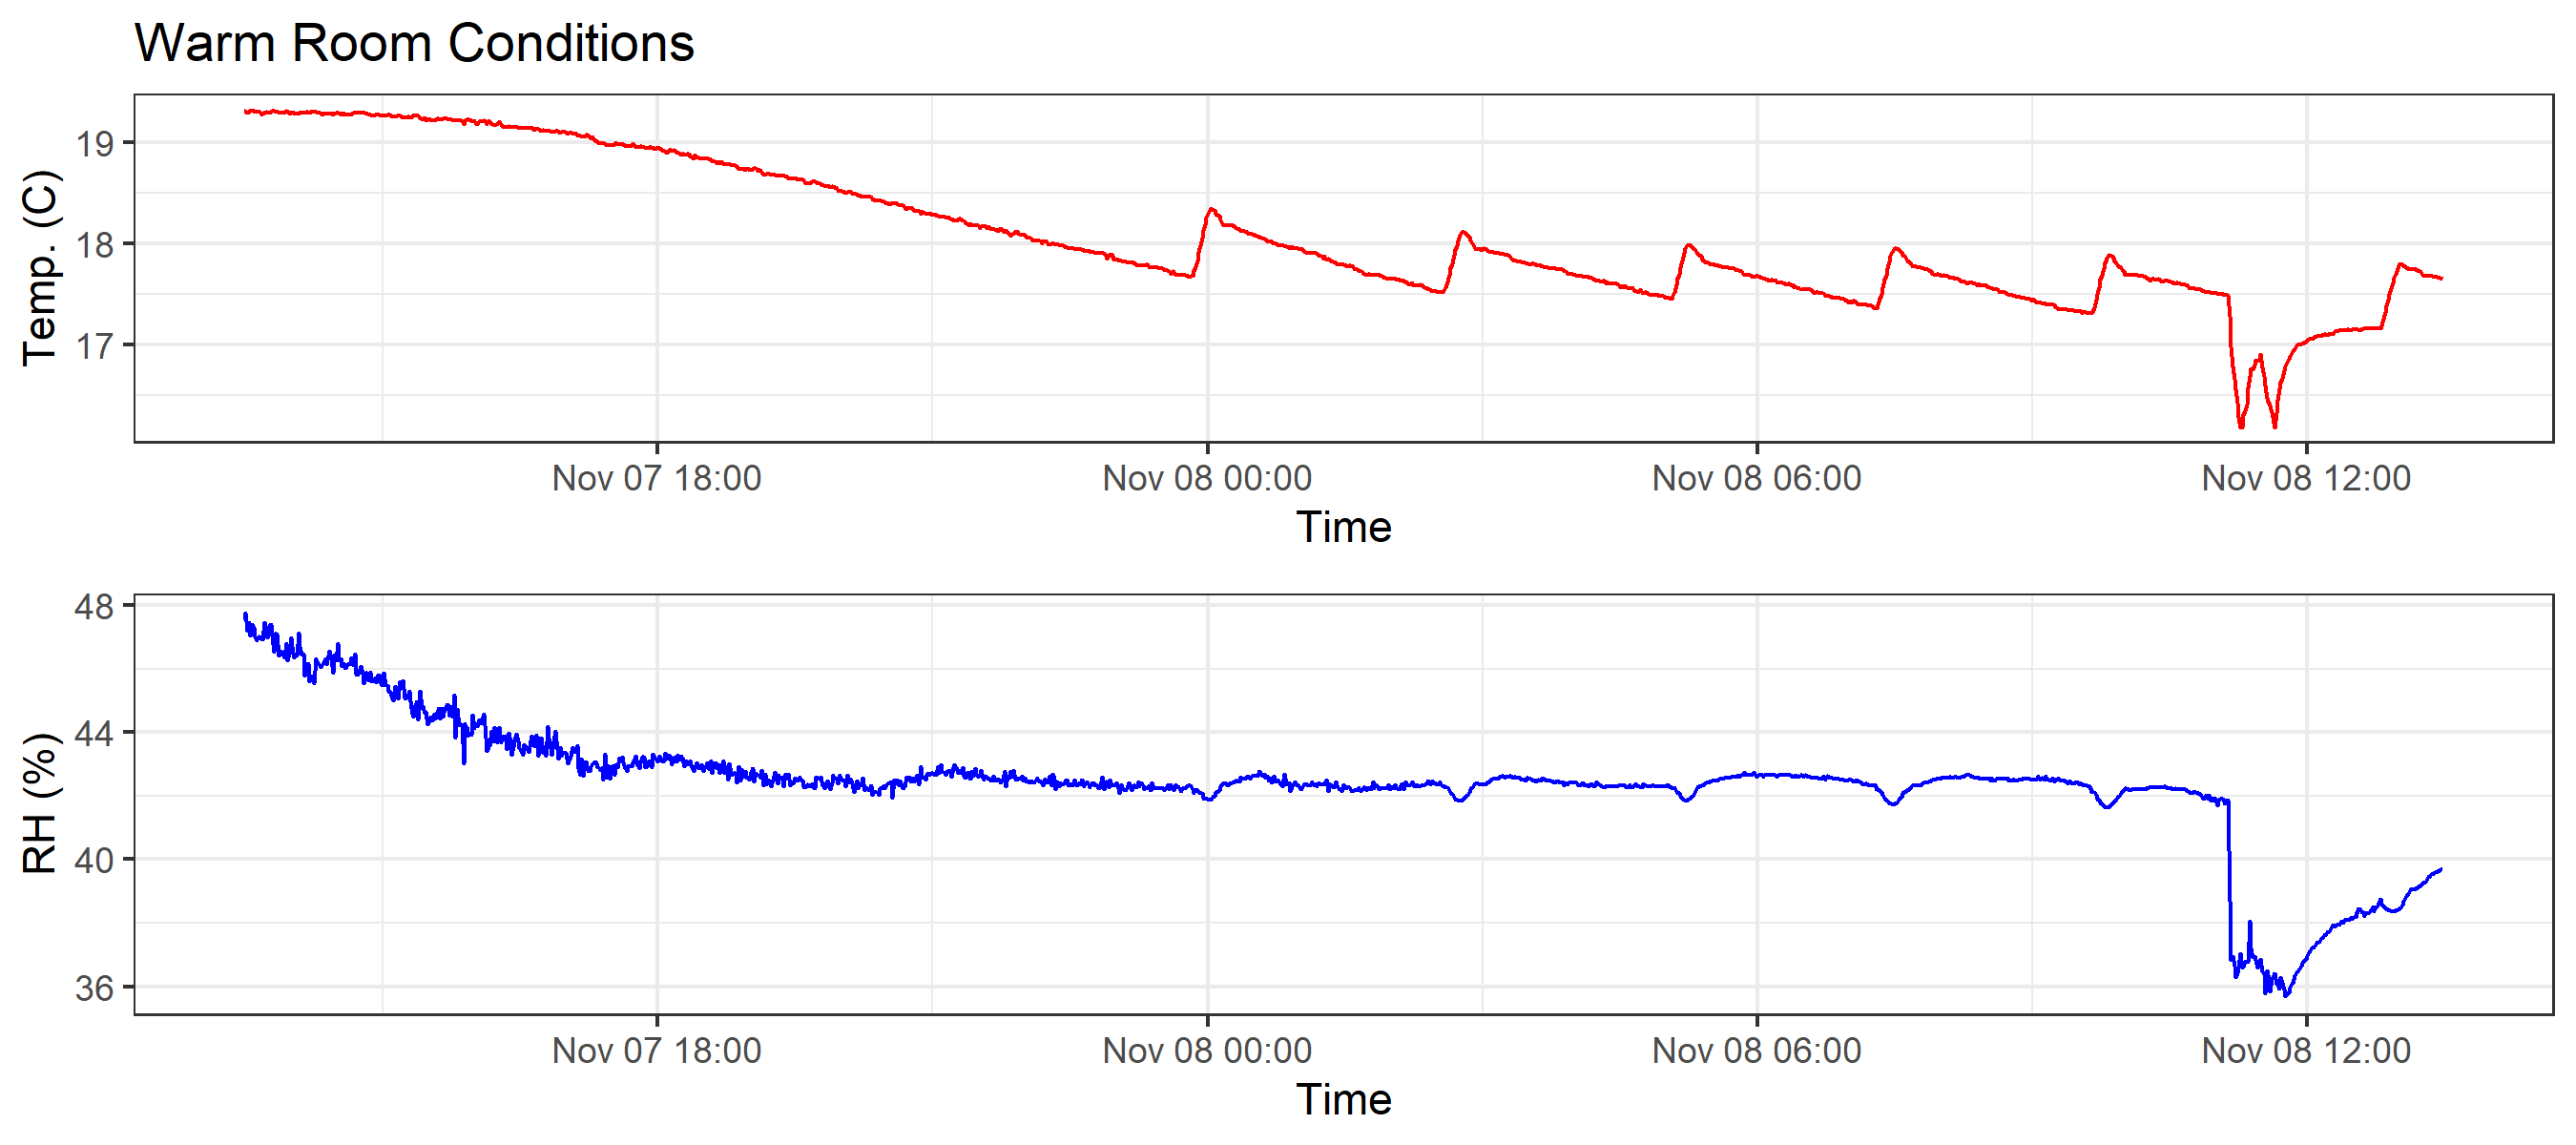 Warm Room Conditions
Temp. (C)
19
18
17
Nov 07 18:00 Nov 08 00:00 Nov 08 06:00 Nov 08 12:00
Time
RH (%)
48
44
40
36
Nov 07 18:00 Nov 08 00:00 Nov 08 06:00 Nov 08 12:00
Time